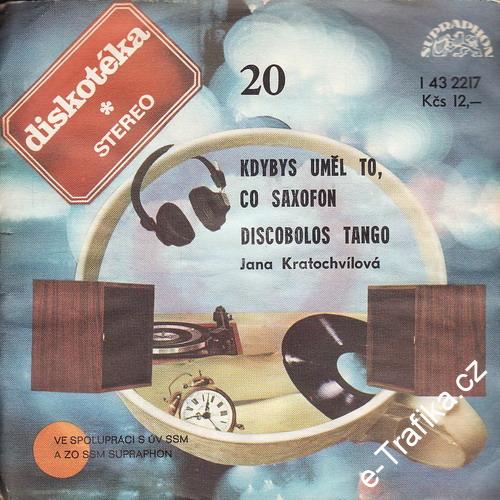 diskotéka
*
STEREO
20
SUPRAPHON
1 43 2217
Kčs 12,—
KDYBYS UMĚL TO,
CO SAXOFON
DISCOBOLOS TANGO
Jana Kratochvílová
VE SPOLUPRÁCI S ÚV SSM
A ZO SSM SUPRAPHON
e-Trafika.cz